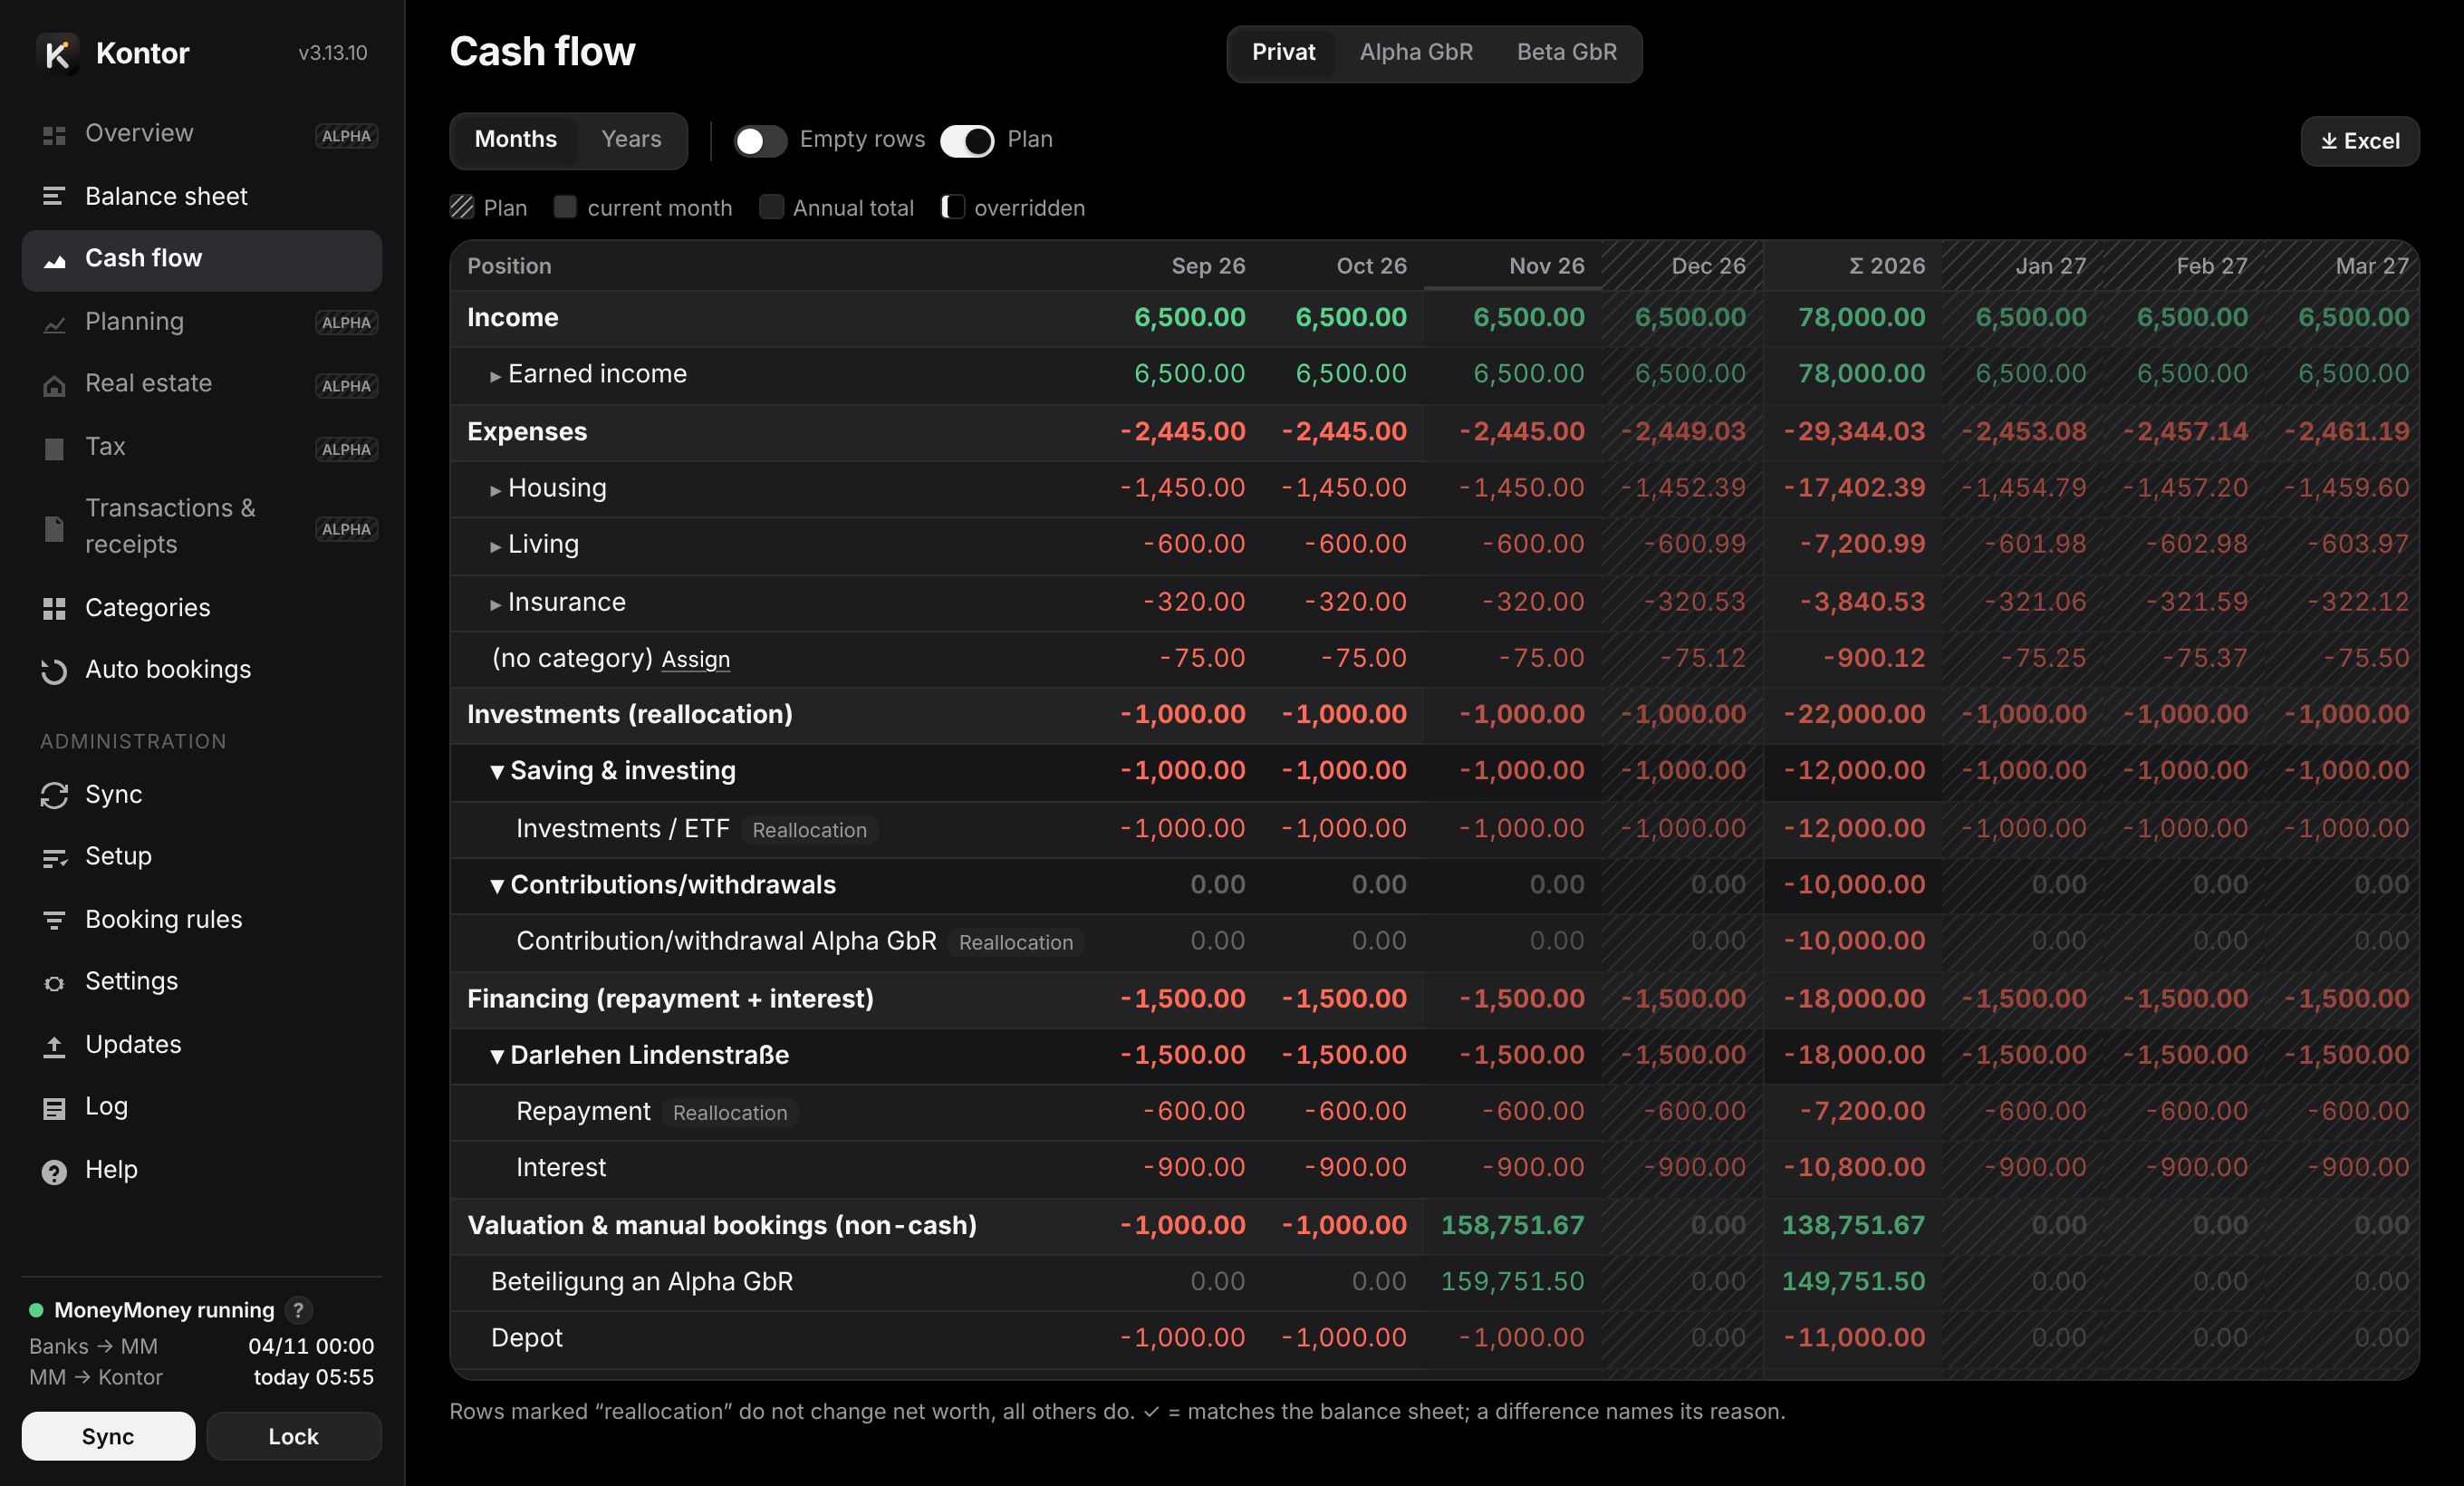 Kontor v3.13.10
Overview ALPHA
Balance sheet
Cash flow
Planning ALPHA
Real estate ALPHA
Tax ALPHA
Transactions &
receipts ALPHA
Categories
Auto bookings
ADMINISTRATION
Sync
Setup
Booking rules
Settings
Updates
Log
Help
MoneyMoney running ?
Banks → MM 04/11 00:00
MM → Kontor today 05:55
Sync Lock
Cash flow
Privat Alpha GbR Beta GbR
Months Years Empty rows Plan Excel
Plan current month Annual total overridden
Position Sep 26 Oct 26 Nov 26 Dec 26 Σ 2026 Jan 27 Feb 27 Mar 27
Income 6,500.00 6,500.00 6,500.00 6,500.00 78,000.00 6,500.00 6,500.00 6,500.00
▸ Earned income 6,500.00 6,500.00 6,500.00 6,500.00 78,000.00 6,500.00 6,500.00 6,500.00
Expenses -2,445.00 -2,445.00 -2,445.00 -2,449.03 -29,344.03 -2,453.08 -2,457.14 -2,461.19
▸ Housing -1,450.00 -1,450.00 -1,450.00 -1,452.39 -17,402.39 -1,454.79 -1,457.20 -1,459.60
▸ Living -600.00 -600.00 -600.00 -600.99 -7,200.99 -601.98 -602.98 -603.97
▸ Insurance -320.00 -320.00 -320.00 -320.53 -3,840.53 -321.06 -321.59 -322.12
(no category) Assign -75.00 -75.00 -75.00 -75.12 -900.12 -75.25 -75.37 -75.50
Investments (reallocation) -1,000.00 -1,000.00 -1,000.00 -1,000.00 -22,000.00 -1,000.00 -1,000.00 -1,000.00
▾ Saving & investing -1,000.00 -1,000.00 -1,000.00 -1,000.00 -12,000.00 -1,000.00 -1,000.00 -1,000.00
Investments / ETF Reallocation -1,000.00 -1,000.00 -1,000.00 -1,000.00 -12,000.00 -1,000.00 -1,000.00 -1,000.00
▾ Contributions/withdrawals 0.00 0.00 0.00 0.00 -10,000.00 0.00 0.00 0.00
Contribution/withdrawal Alpha GbR Reallocation 0.00 0.00 0.00 0.00 -10,000.00 0.00 0.00 0.00
Financing (repayment + interest) -1,500.00 -1,500.00 -1,500.00 -1,500.00 -18,000.00 -1,500.00 -1,500.00 -1,500.00
▾ Darlehen Lindenstraße -1,500.00 -1,500.00 -1,500.00 -1,500.00 -18,000.00 -1,500.00 -1,500.00 -1,500.00
Repayment Reallocation -600.00 -600.00 -600.00 -600.00 -7,200.00 -600.00 -600.00 -600.00
Interest -900.00 -900.00 -900.00 -900.00 -10,800.00 -900.00 -900.00 -900.00
Valuation & manual bookings (non-cash) -1,000.00 -1,000.00 158,751.67 0.00 138,751.67 0.00 0.00 0.00
Beteiligung an Alpha GbR 0.00 0.00 159,751.50 0.00 149,751.50 0.00 0.00 0.00
Depot -1,000.00 -1,000.00 -1,000.00 0.00 -11,000.00 0.00 0.00 0.00
Rows marked “reallocation” do not change net worth, all others do. ✓ = matches the balance sheet; a difference names its reason.